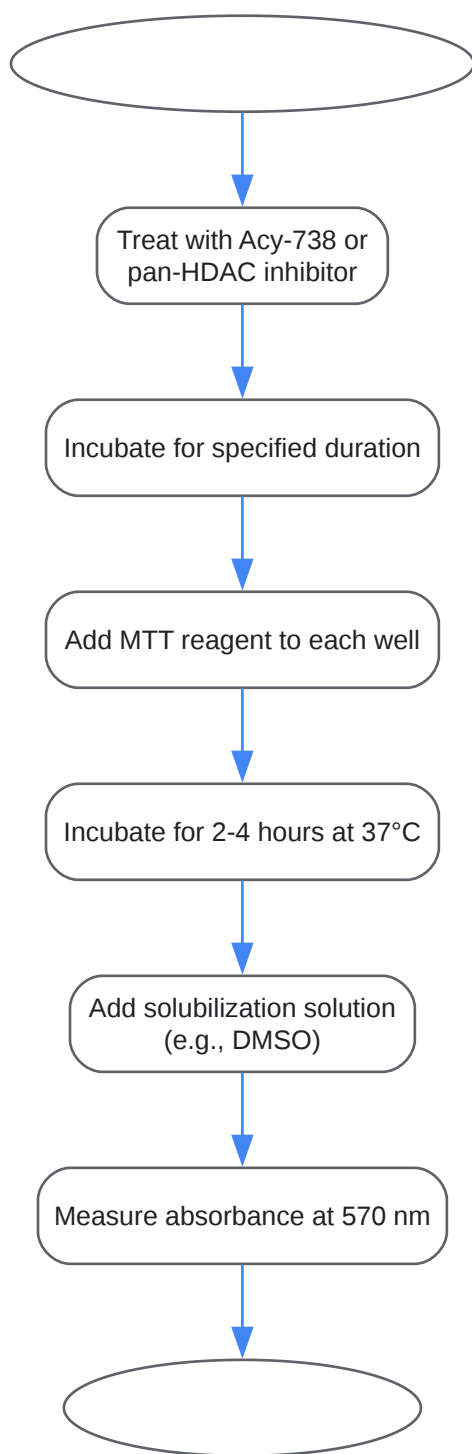 Treat with Acy-738 or
pan-HDAC inhibitor
Incubate for specified duration
Add MTT reagent to each well
Incubate for 2-4 hours at 37°C
Add solubilization solution
(e.g., DMSO)
Measure absorbance at 570 nm